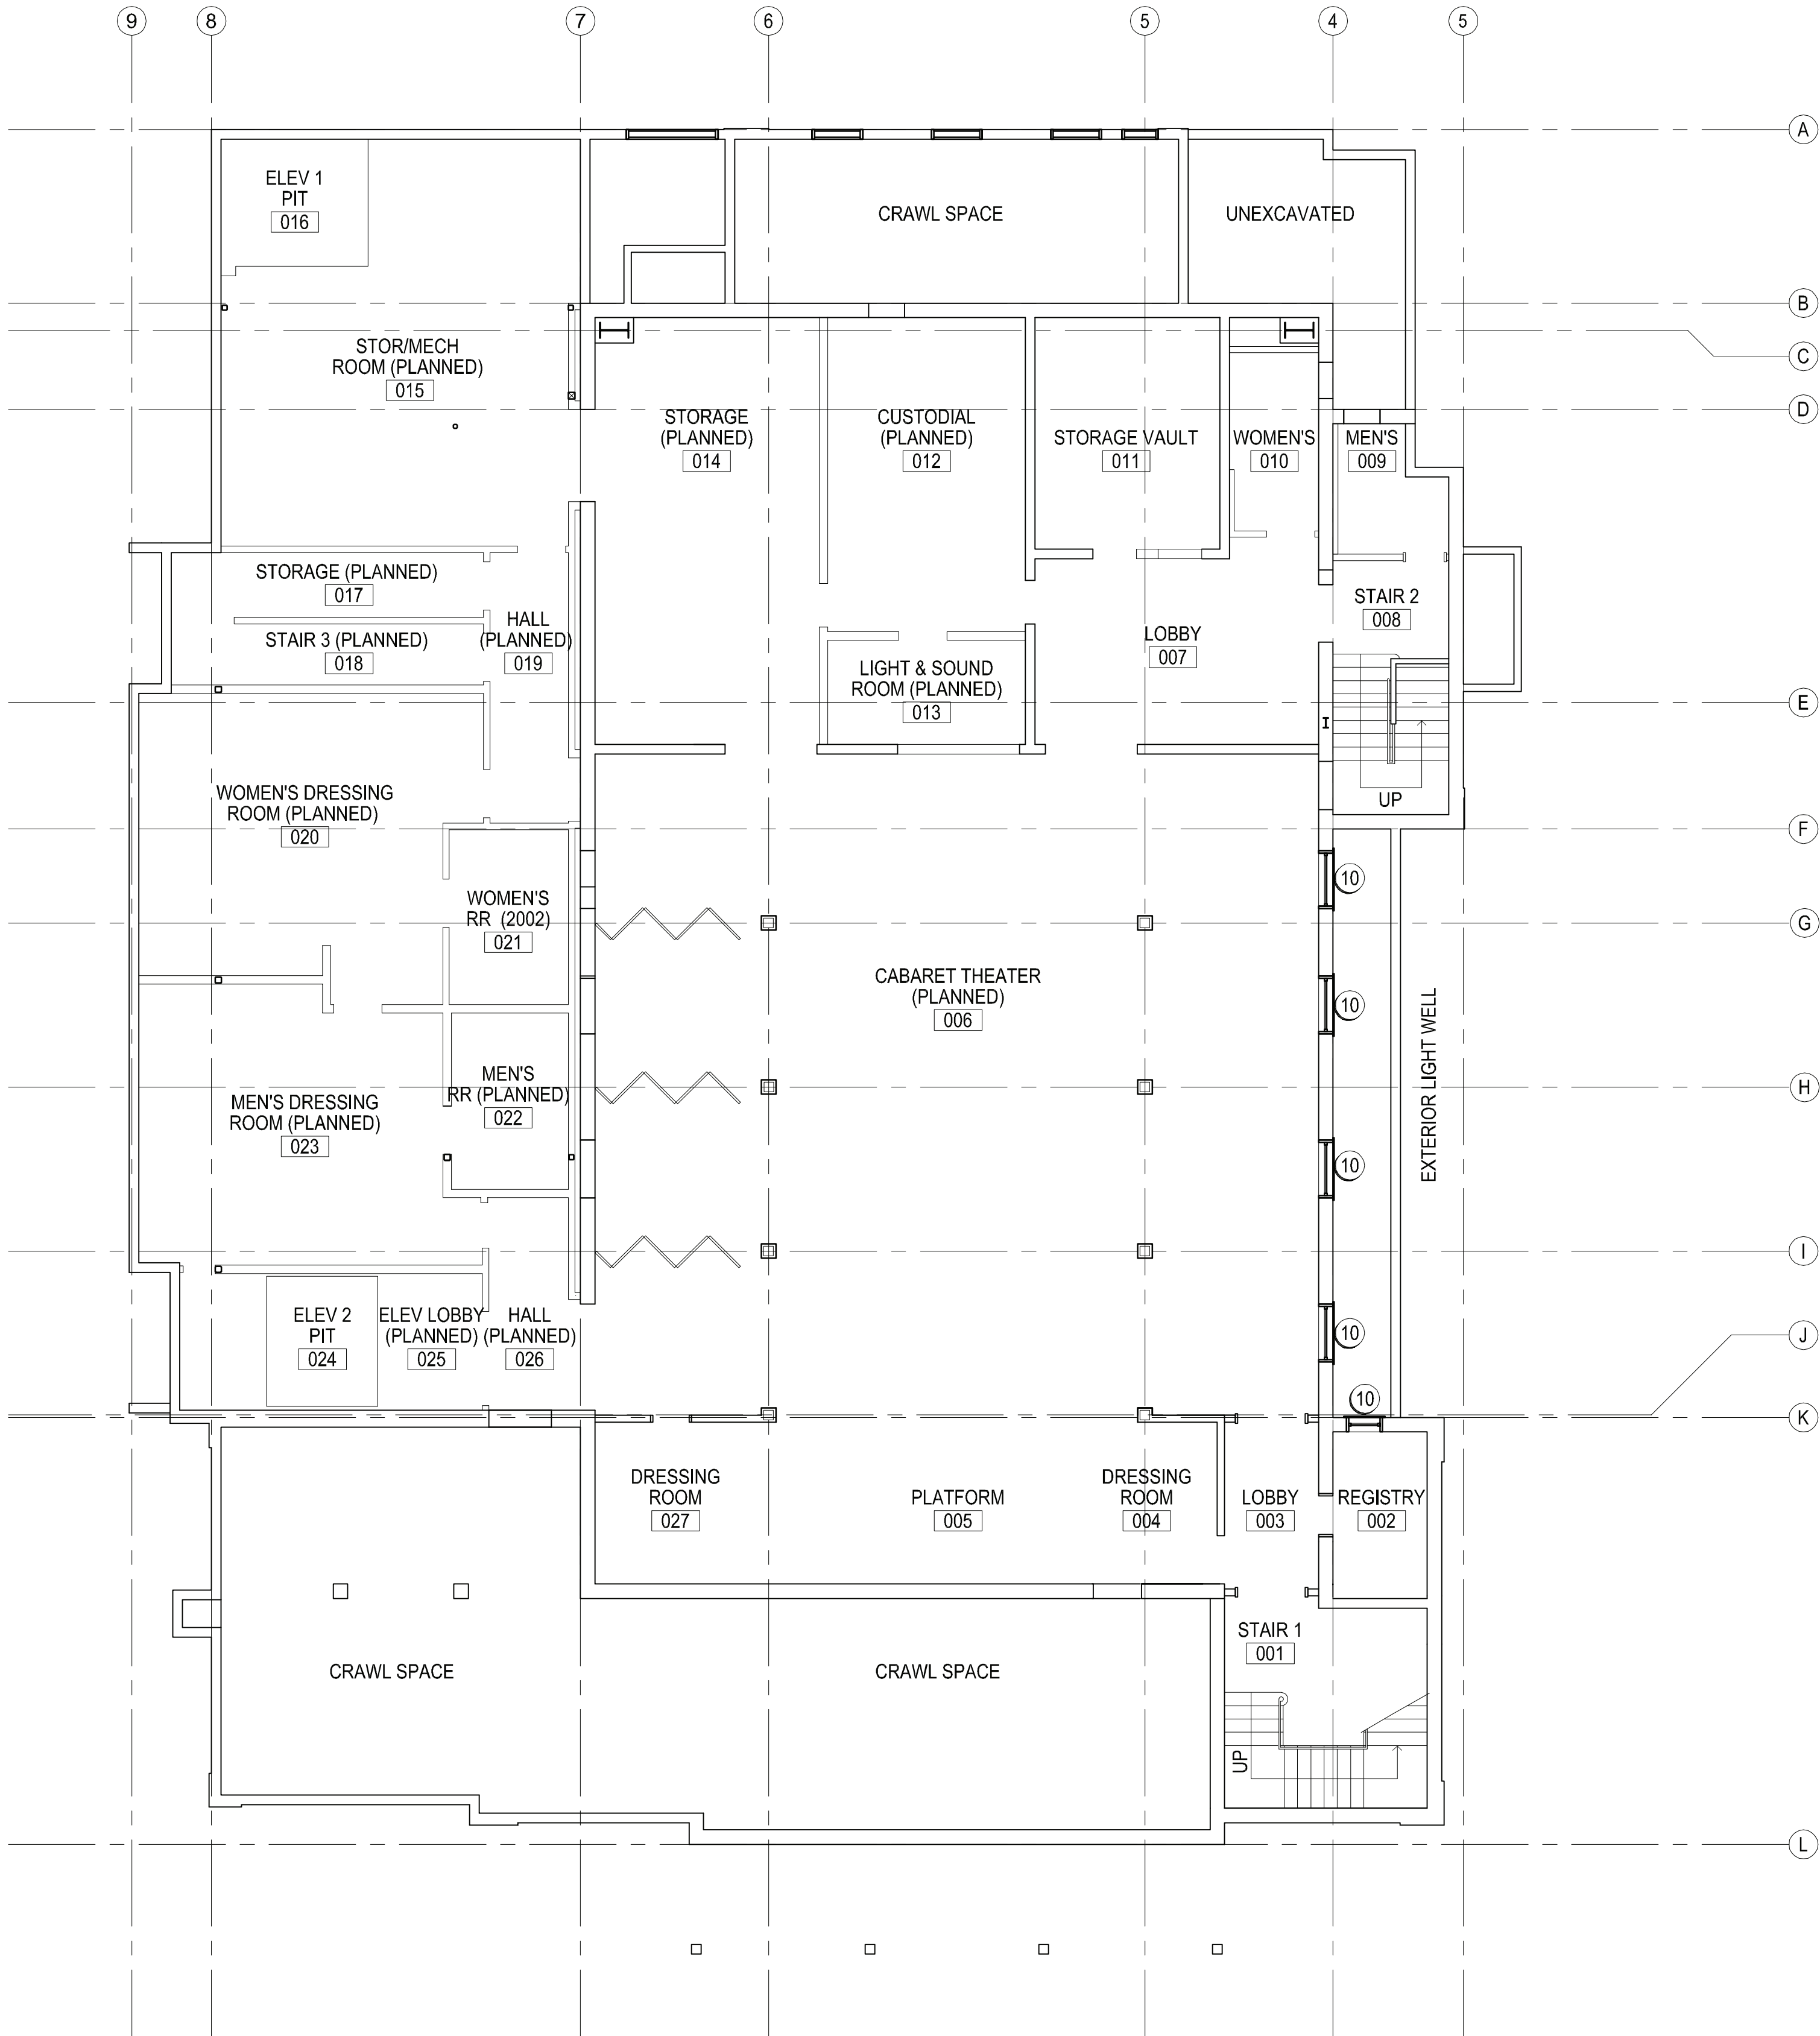 9 8 7 6 5 4 5
A
ELEV 1
PIT
016
CRAWL SPACE
UNEXCAVATED
B
STOR/MECH
ROOM (PLANNED)
015
C
D
STORAGE
(PLANNED)
014
CUSTODIAL
(PLANNED)
012
STORAGE VAULT
011
WOMEN'S
010
MEN'S
009
STORAGE (PLANNED)
017
STAIR 3 (PLANNED)
018
HALL
(PLANNED)
019
STAIR 2
008
LOBBY
007
LIGHT & SOUND
ROOM (PLANNED)
013
E
UP
WOMEN'S DRESSING
ROOM (PLANNED)
020
F
10
WOMEN'S
RR (2002)
021
G
CABARET THEATER
(PLANNED)
006
10
EXTERIOR LIGHT WELL
MEN'S
RR (PLANNED)
022
MEN'S DRESSING
ROOM (PLANNED)
023
H
10
I
ELEV 2
PIT
024
ELEV LOBBY
(PLANNED)
025
HALL
(PLANNED)
026
10
J
10
K
DRESSING
ROOM
027
PLATFORM
005
DRESSING
ROOM
004
LOBBY
003
REGISTRY
002
STAIR 1
001
CRAWL SPACE
CRAWL SPACE
UP
L